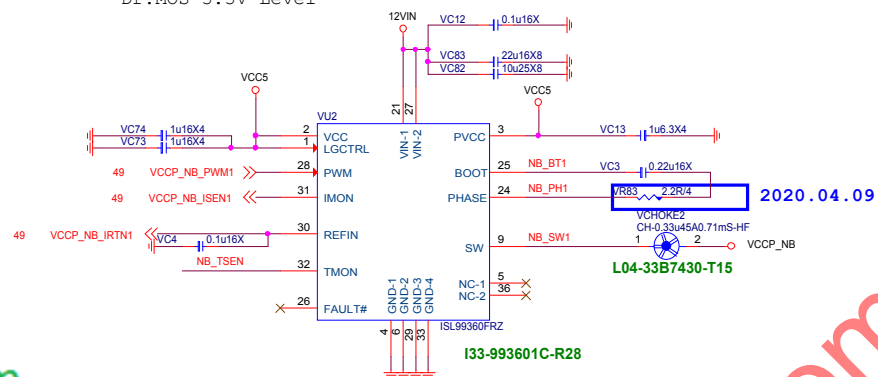 12VIN
VC12 0.1u16X
VC83 22u16X8
VC82 10u25X8
VCC5
VCC5
21
27
VU2
VC74 1u16X4
VC73 1u16X4
2 VCC
1 LGCTRL
VIN-1
VIN-2
PVCC 3
VC13 1u6.3X4
49 VCCP_NB_PWM1 28 PWM
BOOT 25 NB_BT1 VC3 0.22u16X
49 VCCP_NB_ISEN1 31 IMON
PHASE 24 NB_PH1 VR83 2.2R/4 2020.04.09
VCHOKE2
CH-0.33u45A0.71mS-HF
49 VCCP_NB_IRTN1 30 REFIN
VC4 0.1u16X
SW 9 NB_SW1 1 2 VCCP_NB
L04-33B7430-T15
NB_TSEN 32 TMON
NC-1 5
NC-2 36
26 FAULT#
GND-1
GND-2
GND-3
GND-4
ISL99360FRZ
4
6
29
33
I33-993601C-R28